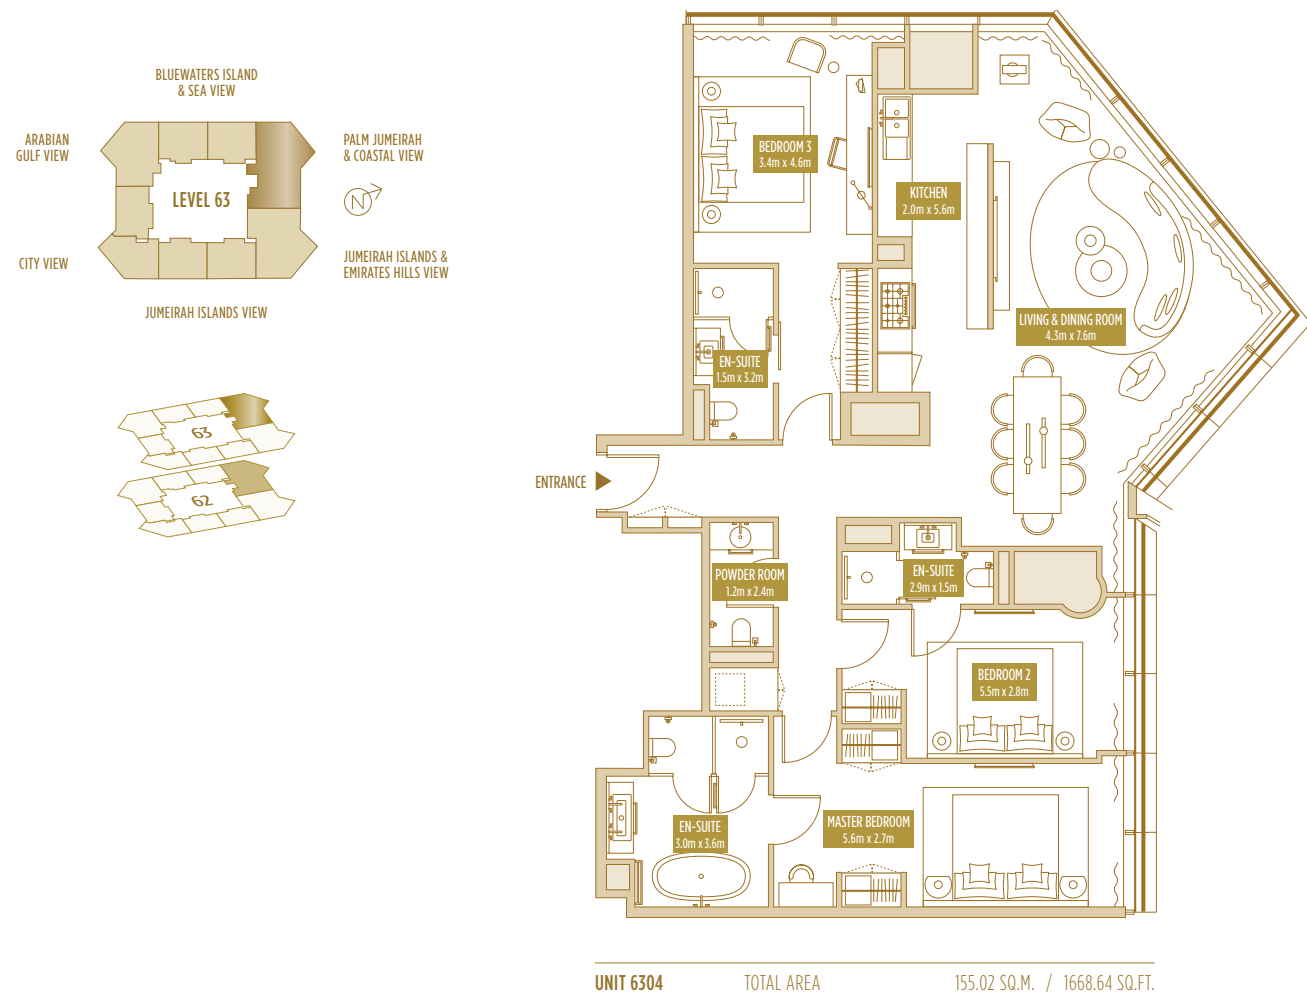 BLUEWATERS ISLAND
& SEA VIEW
ARABIAN
GULF VIEW
PALM JUMEIRAH
& COASTAL VIEW
LEVEL 63
N
CITY VIEW
JUMEIRAH ISLANDS &
EMIRATES HILLS VIEW
JUMEIRAH ISLANDS VIEW
63
62
BEDROOM 3
3.4m x 4.6m
KITCHEN
2.0m x 5.6m
LIVING & DINING ROOM
4.3m x 7.6m
EN-SUITE
1.5m x 3.2m
ENTRANCE
POWDER ROOM
1.2m x 2.4m
EN-SUITE
2.9m x 1.5m
BEDROOM 2
5.5m x 2.8m
EN-SUITE
3.0m x 3.6m
MASTER BEDROOM
5.6m x 2.7m
UNIT 6304 TOTAL AREA 155.02 SQ.M. / 1668.64 SQ.FT.